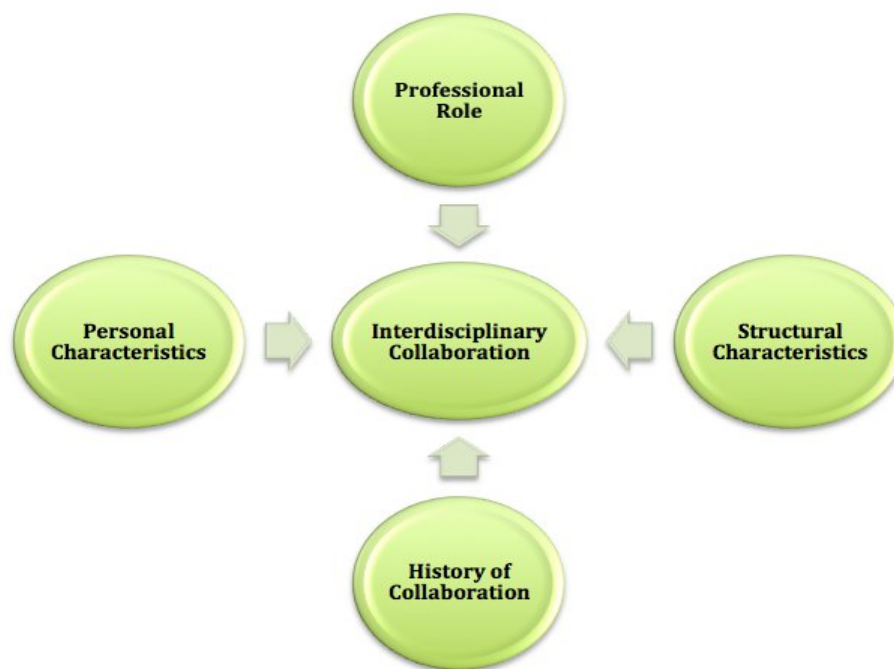 Professional
Role
Personal
Characteristics
Interdisciplinary
Collaboration
Structural
Characteristics
History of
Collaboration